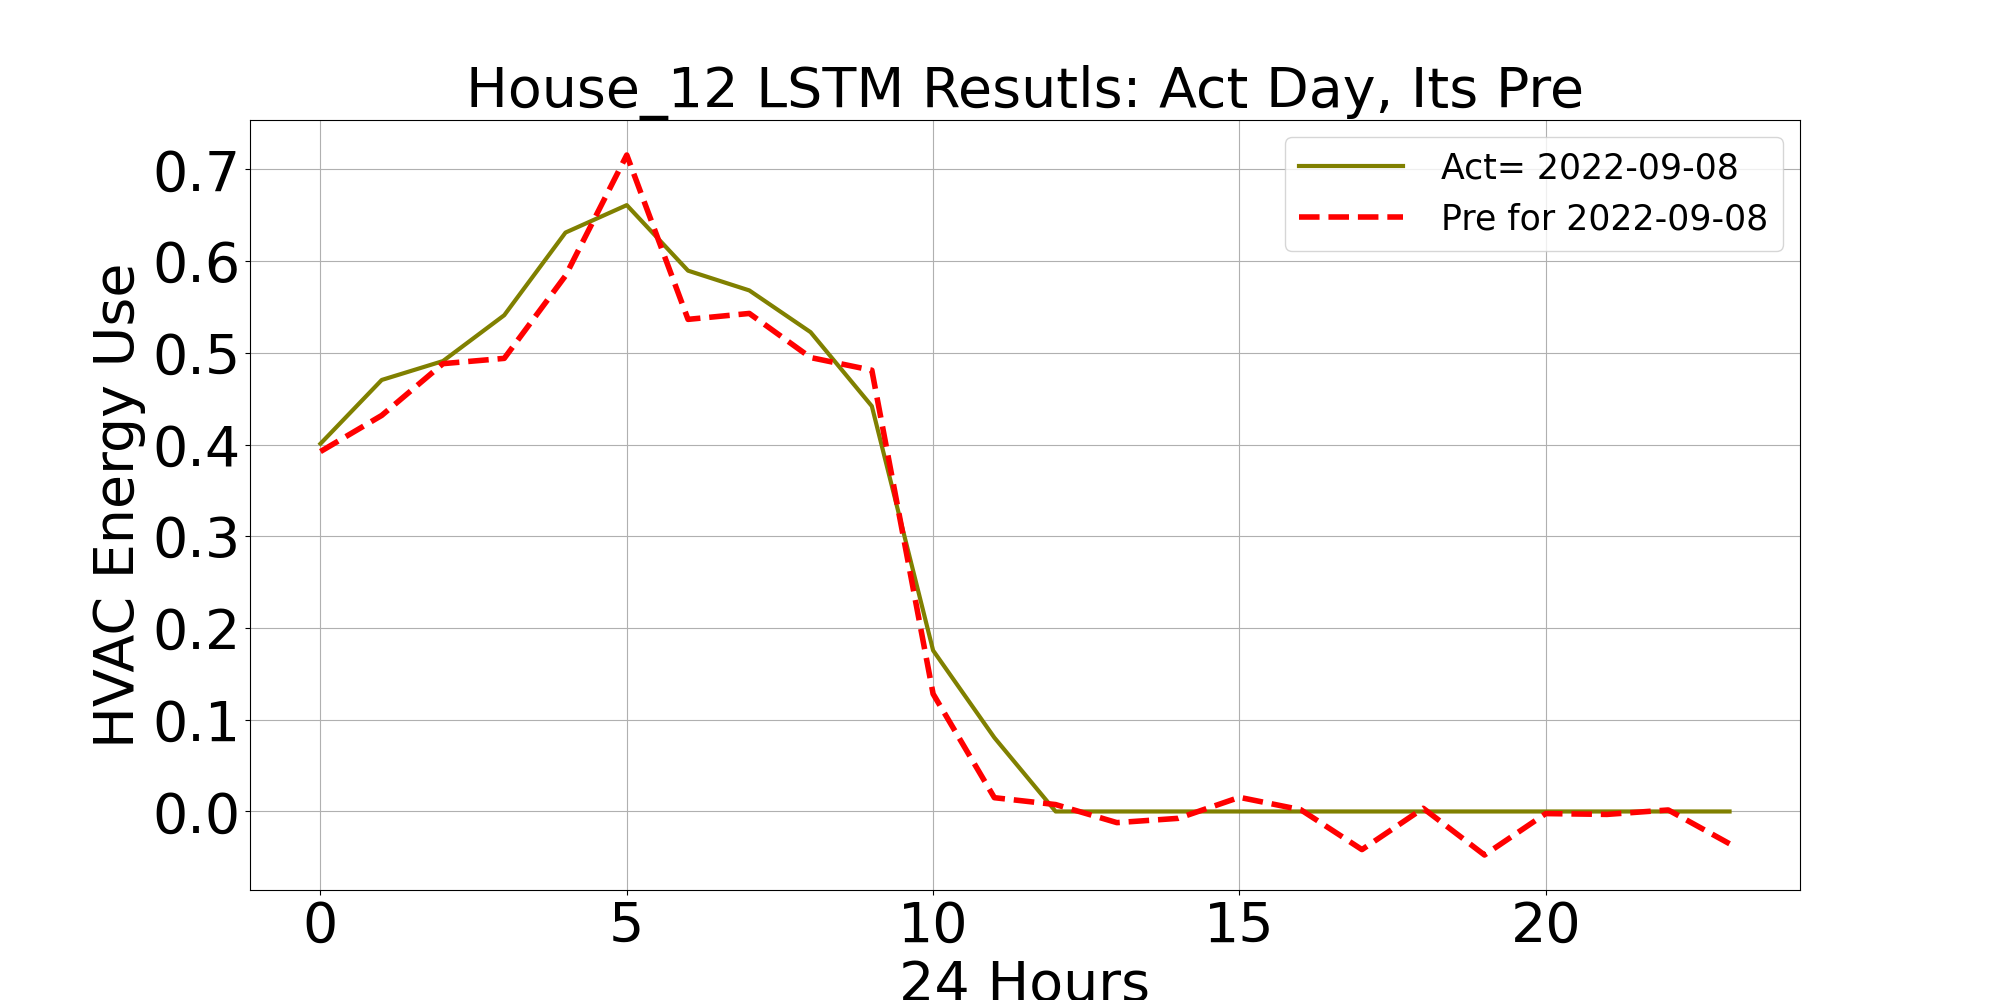 House_12 LSTM Resutls: Act Day, Its Pre
Act= 2022-09-08
Pre for 2022-09-08
HVAC Energy Use
0.7
0.6
0.5
0.4
0.3
0.2
0.1
0.0
0 5 10 15 20
24 Hours